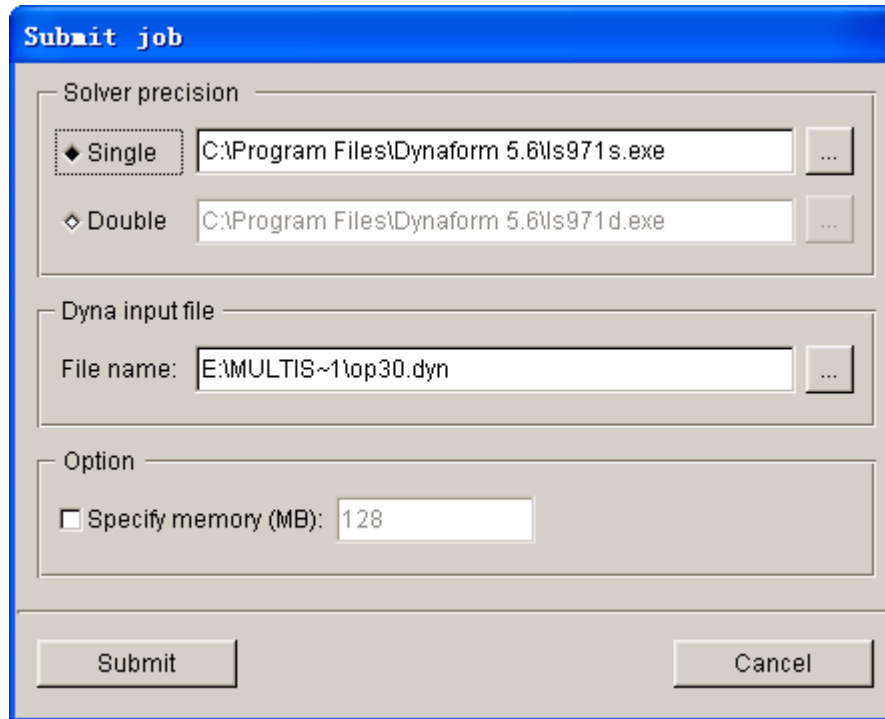 Submit job
Solver precision
Single C:\Program Files\Dynaform 5.6\ls971s.exe ...
Double C:\Program Files\Dynaform 5.6\ls971d.exe ...
Dyna input file
File name: E:\MULTIS~1\op30.dyn ...
Option
Specify memory (MB): 128
Submit Cancel